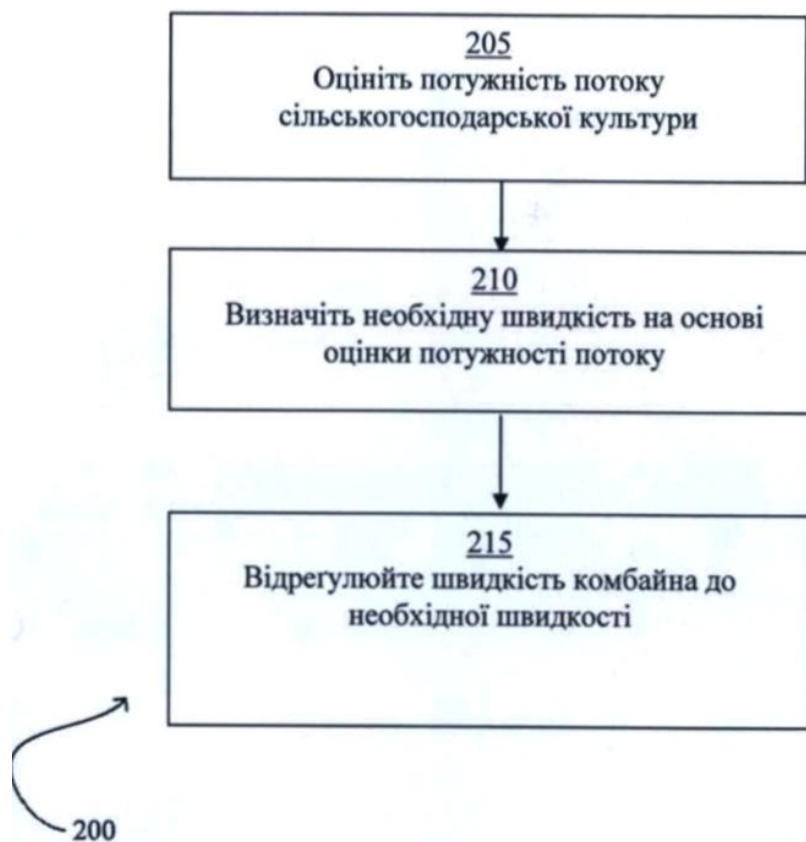 205
Оцініть потужність потоку
сільськогосподарської культури
210
Визначіть необхідну швидкість на основі
оцінки потужності потоку
215
Відреґулюйте швидкість комбайна до
необхідної швидкості
200